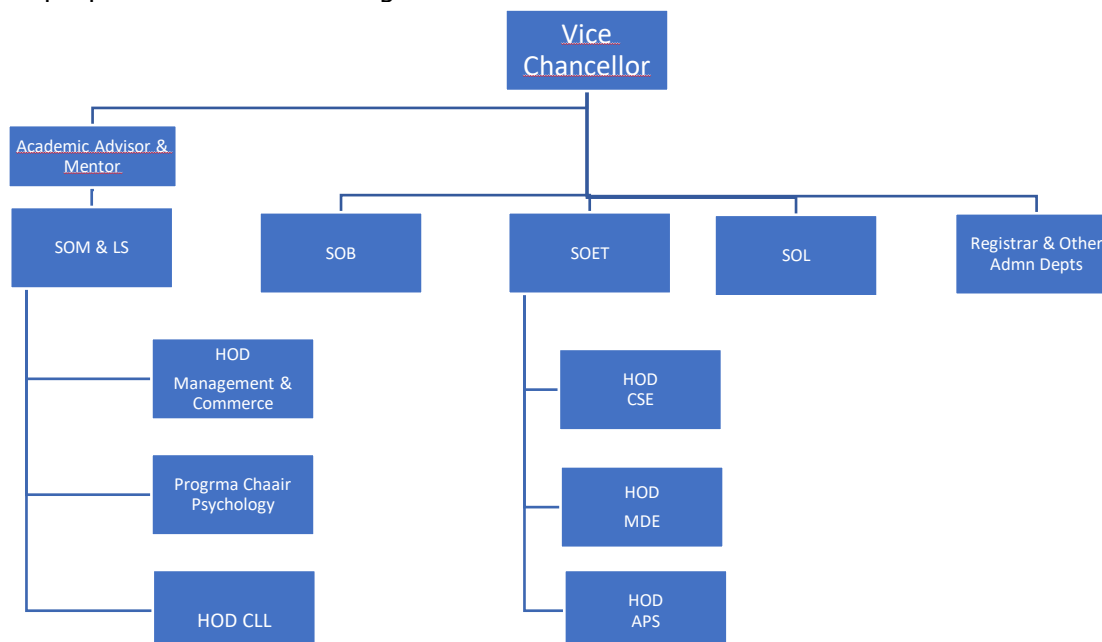 Vice
Chancellor
Academic Advisor &
Mentor
SOM & LS
SOB
SOET
SOL
Registrar & Other
Admn Depts
HOD
Management &
Commerce
Progrma Chaair
Psychology
HOD CLL
HOD
CSE
HOD
MDE
HOD
APS